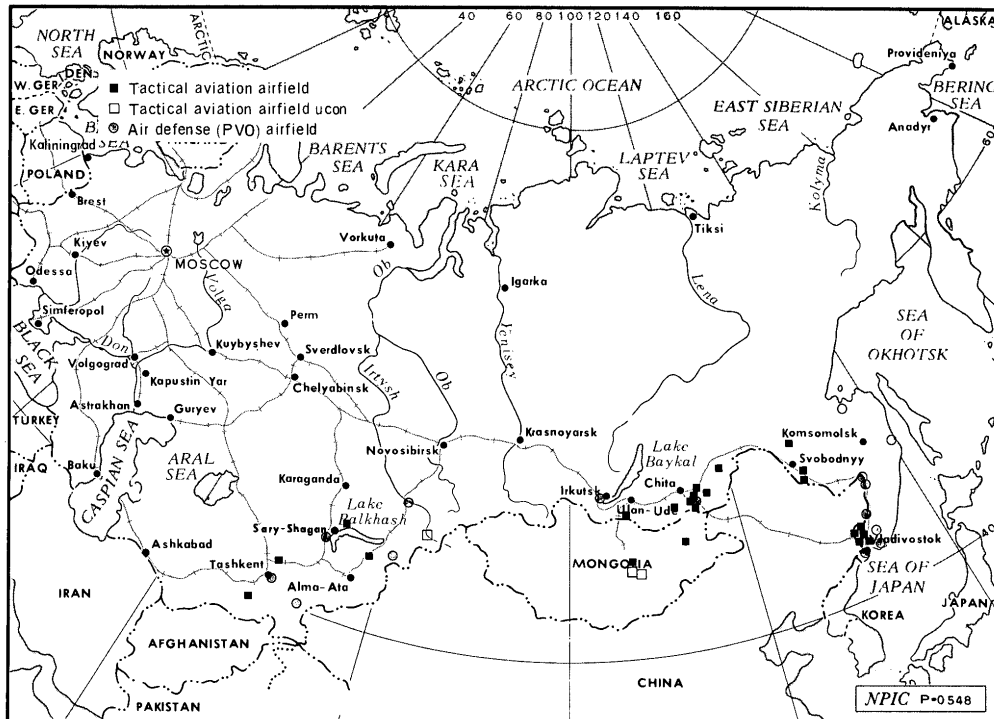 40 60 80 100 120 140 160
ALASKA
NORTH
SEA
ARCTIC
NORWAY
Provideniya
DEN
W. GER
E. GER
■ Tactical aviation airfield
□ Tactical aviation airfield ucon
Air defense (PVO) airfield
ARCTIC OCEAN
EAST SIBERIAN
SEA
BERING
SEA
Anadyr
60
SEA
Kaliningrad
BARENTS
SEA
KARA
SEA
LAPTEV
SEA
Kolyma
POLAND
Brest
Tiksi
Kiyev
MOSCOW
Vorkuta
Ob
Odessa
Volga
Igarka
Lena
Simferopol
BLACK
SEA
Don
Perm
Yenisey
SEA
OF
OKHOTSK
Volgograd
Kuybyshev
Sverdlovsk
Kapustin Yar
Chelyabinsk
Irtysh
Ob
Astrakhan
Guryev
TURKEY
Krasnoyarsk
Komsomolsk
IRAQ
CASPIAN SEA
Novosibirsk
Lake
Baykal
Svobodnyy
Baku
ARAL
SEA
Karaganda
Irkutsk
Chita
Ulan-Ude
Lake
Balkhash
Sary-Shagan
Vladivostok
40
Ashkabad
Tashkent
Alma-Ata
MONGOLIA
SEA OF
JAPAN
IRAN
JAPAN
KOREA
AFGHANISTAN
CHINA
PAKISTAN
NPIC P-0548